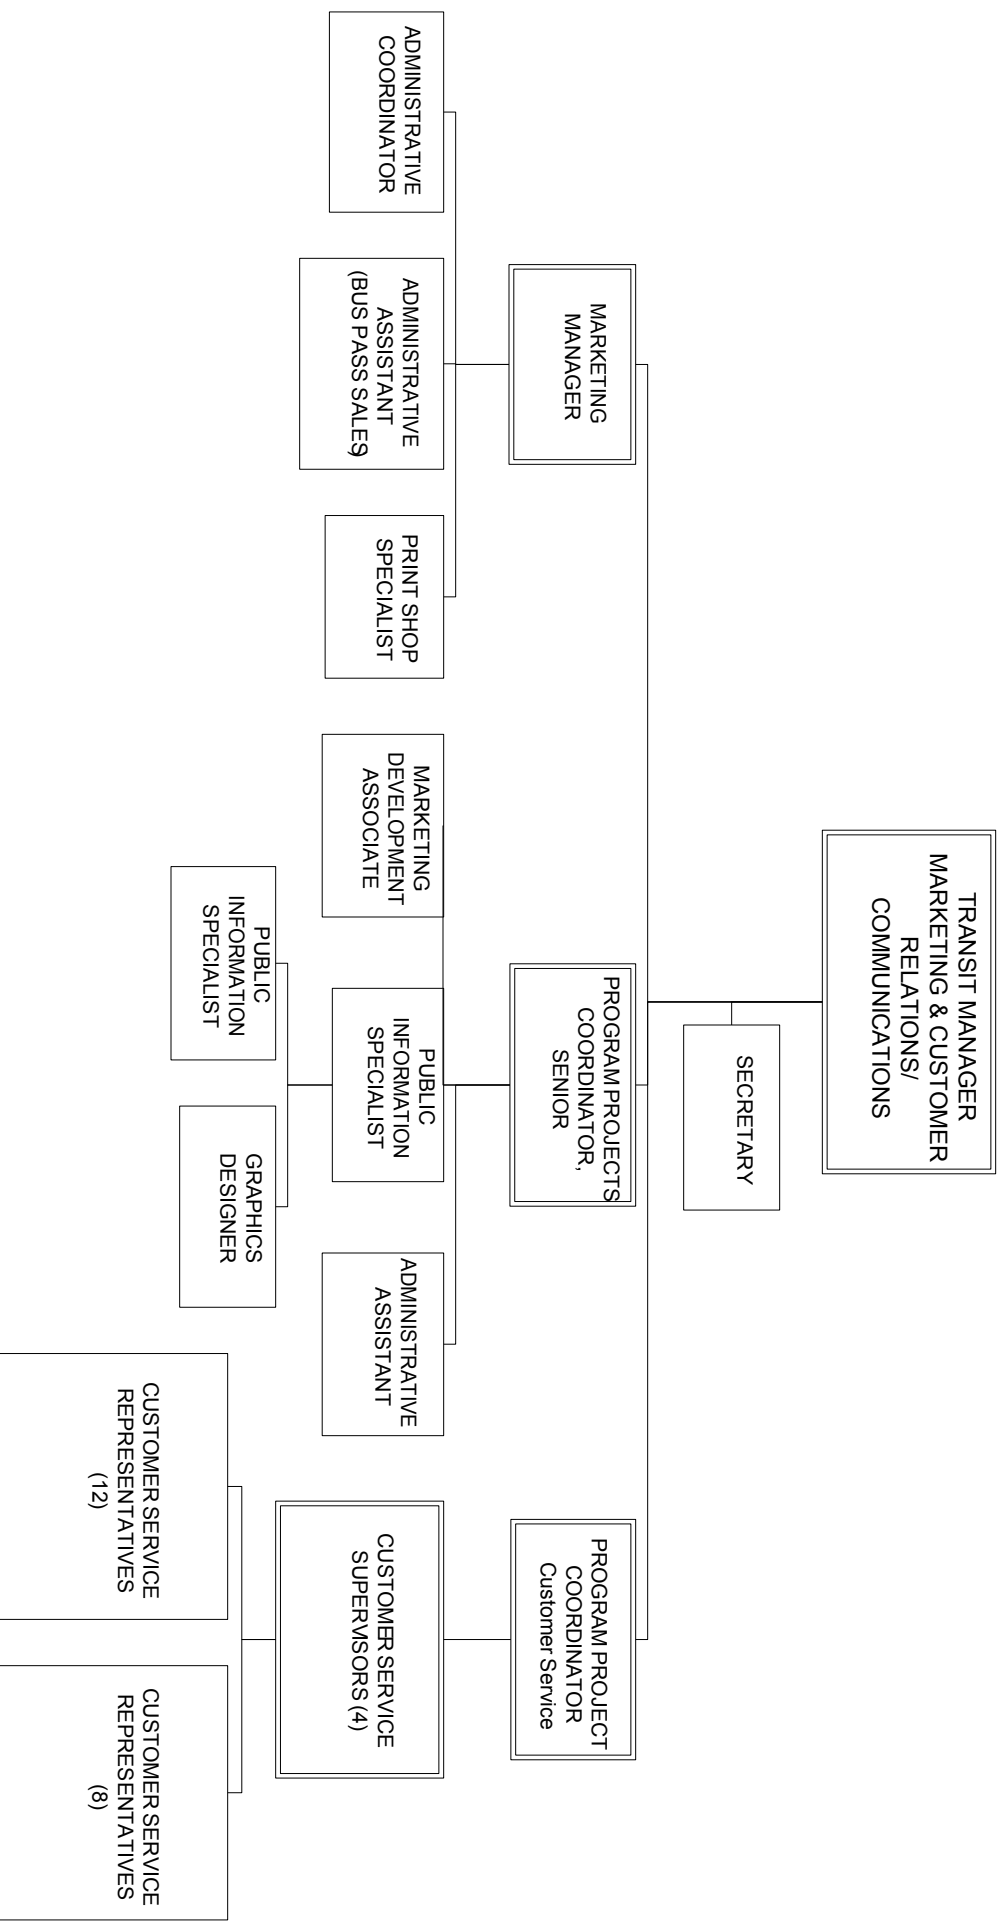 TRANSIT MANAGER
MARKETING & CUSTOMER
RELATIONS/
COMMUNICATIONS
SECRETARY
MARKETING
MANAGER
PROGRAM PROJECTS
COORDINATOR,
SENIOR
PROGRAM PROJECT
COORDINATOR
Customer Service
ADMINISTRATIVE
COORDINATOR
ADMINISTRATIVE
ASSISTANT
(BUS PASS SALES)
PRINT SHOP
SPECIALIST
MARKETING
DEVELOPMENT
ASSOCIATE
PUBLIC
INFORMATION
SPECIALIST
ADMINISTRATIVE
ASSISTANT
CUSTOMER SERVICE
SUPERVISORS (4)
PUBLIC
INFORMATION
SPECIALIST
GRAPHICS
DESIGNER
CUSTOMER SERVICE
REPRESENTATIVES
(12)
CUSTOMER SERVICE
REPRESENTATIVES
(8)